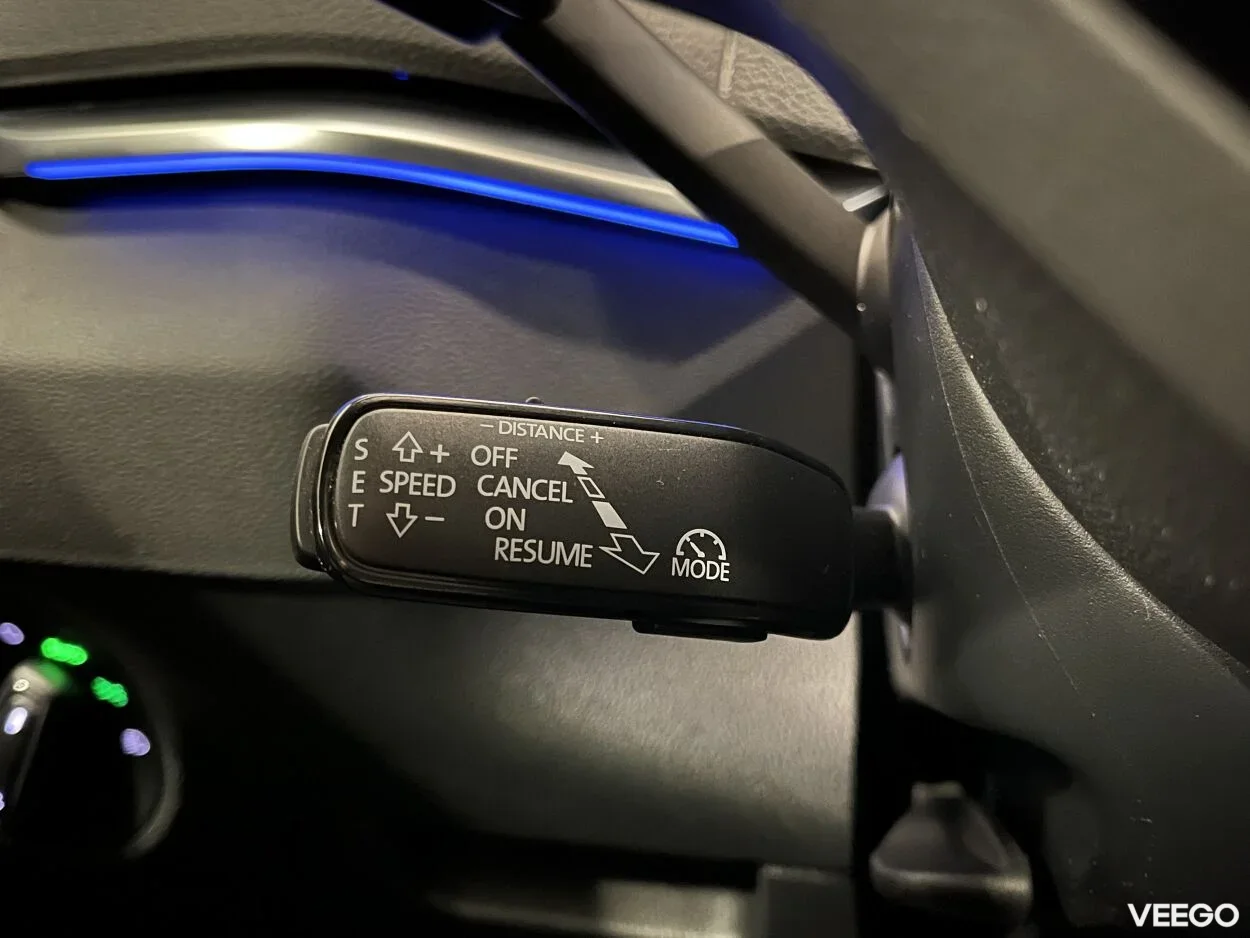 − DISTANCE +
S + OFF
E SPEED CANCEL
T − ON
RESUME
MODE
VEEGO